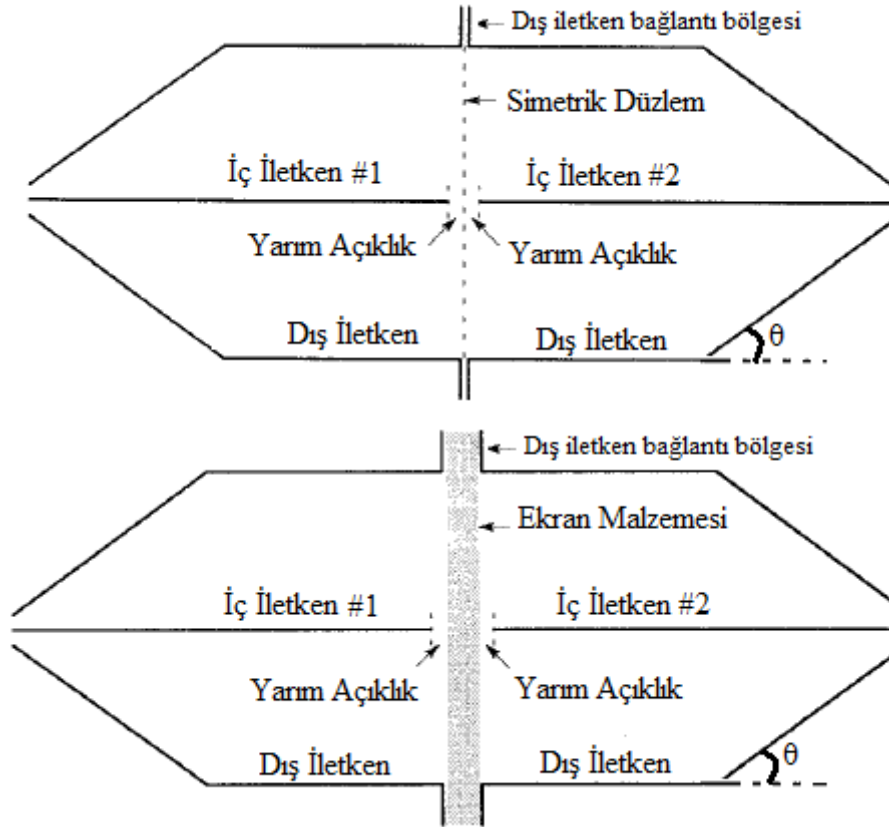 Dış iletken bağlantı bölgesi
Simetrik Düzlem
İç İletken #1
İç İletken #2
Yarım Açıklık
Yarım Açıklık
Dış İletken
Dış İletken
θ
Dış iletken bağlantı bölgesi
Ekran Malzemesi
İç İletken #1
İç İletken #2
Yarım Açıklık
Yarım Açıklık
Dış İletken
Dış İletken
θ